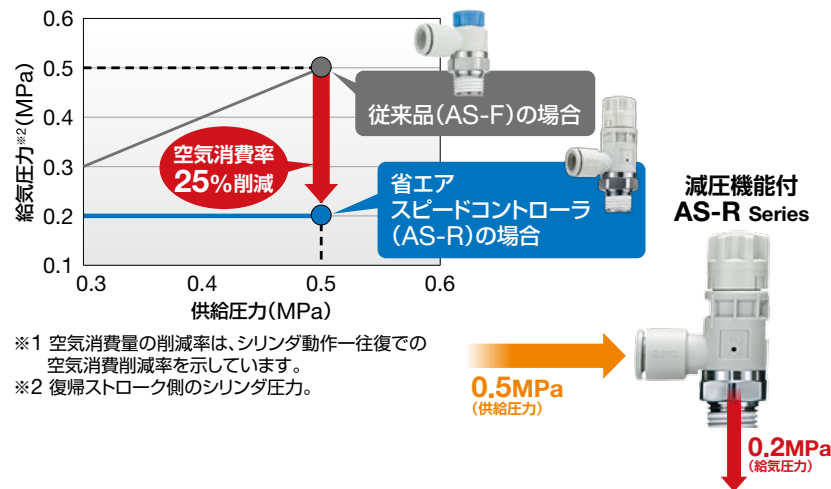 0.6
0.5
0.4
0.3
0.2
0.1
給気圧力※2(MPa)
0.3
0.4
0.5
0.6
供給圧力(MPa)
従来品(AS-F)の場合
空気消費率
25%削減
省エア
スピードコントローラ
(AS-R)の場合
減圧機能付
AS-R Series
※1 空気消費量の削減率は、シリンダ動作一往復での
空気消費削減率を示しています。
※2 復帰ストローク側のシリンダ圧力。
0.5MPa
(供給圧力)
0.2MPa
(給気圧力)